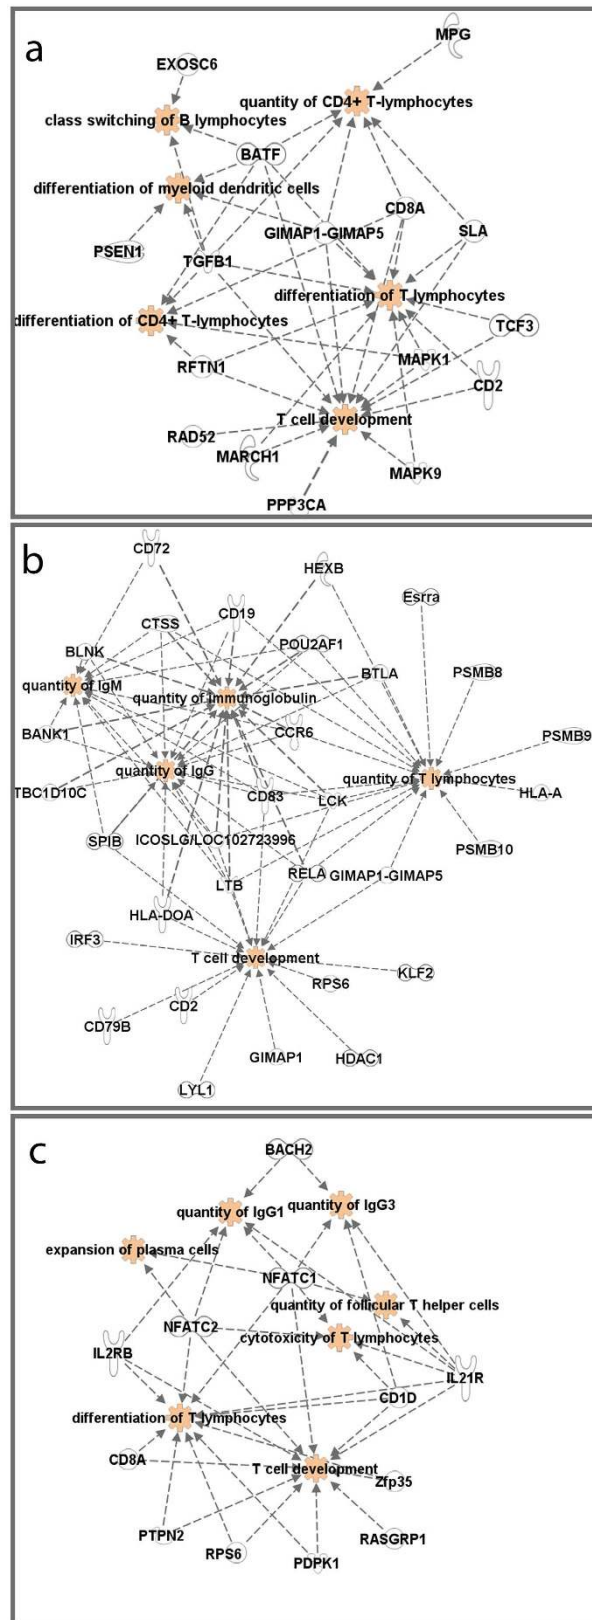 a
MPG
EXOSC6
quantity of CD4+ T-lymphocytes
class switching of B lymphocytes
BATF
differentiation of myeloid dendritic cells
CD8A
GIMAP1-GIMAP5
SLA
PSEN1
TGFB1
differentiation of T lymphocytes
differentiation of CD4+ T-lymphocytes
TCF3
MAPK1
RFTN1
CD2
T cell development
RAD52
MARCH1
MAPK9
PPP3CA
b
CD72
HEXB
Esrra
CTSS
CD19
POU2AF1
BLNK
BTLA
PSMB8
quantity of IgM
quantity of immunoglobulin
BANK1
CCR6
PSMB9
quantity of IgG
quantity of T lymphocytes
TBC1D10C
CD83
LCK
HLA-A
SPIB
ICOSLG/LOC102723996
PSMB10
LTB
RELA
GIMAP1-GIMAP5
HLA-DOA
IRF3
T cell development
KLF2
RPS6
CD2
CD79B
GIMAP1
HDAC1
LYL1
c
BACH2
quantity of IgG1
quantity of IgG3
expansion of plasma cells
NFATC1
quantity of follicular T helper cells
NFATC2
cytotoxicity of T lymphocytes
IL2RB
IL21R
CD1D
differentiation of T lymphocytes
CD8A
T cell development
Zfp35
PTPN2
RASGRP1
RPS6
PDPK1